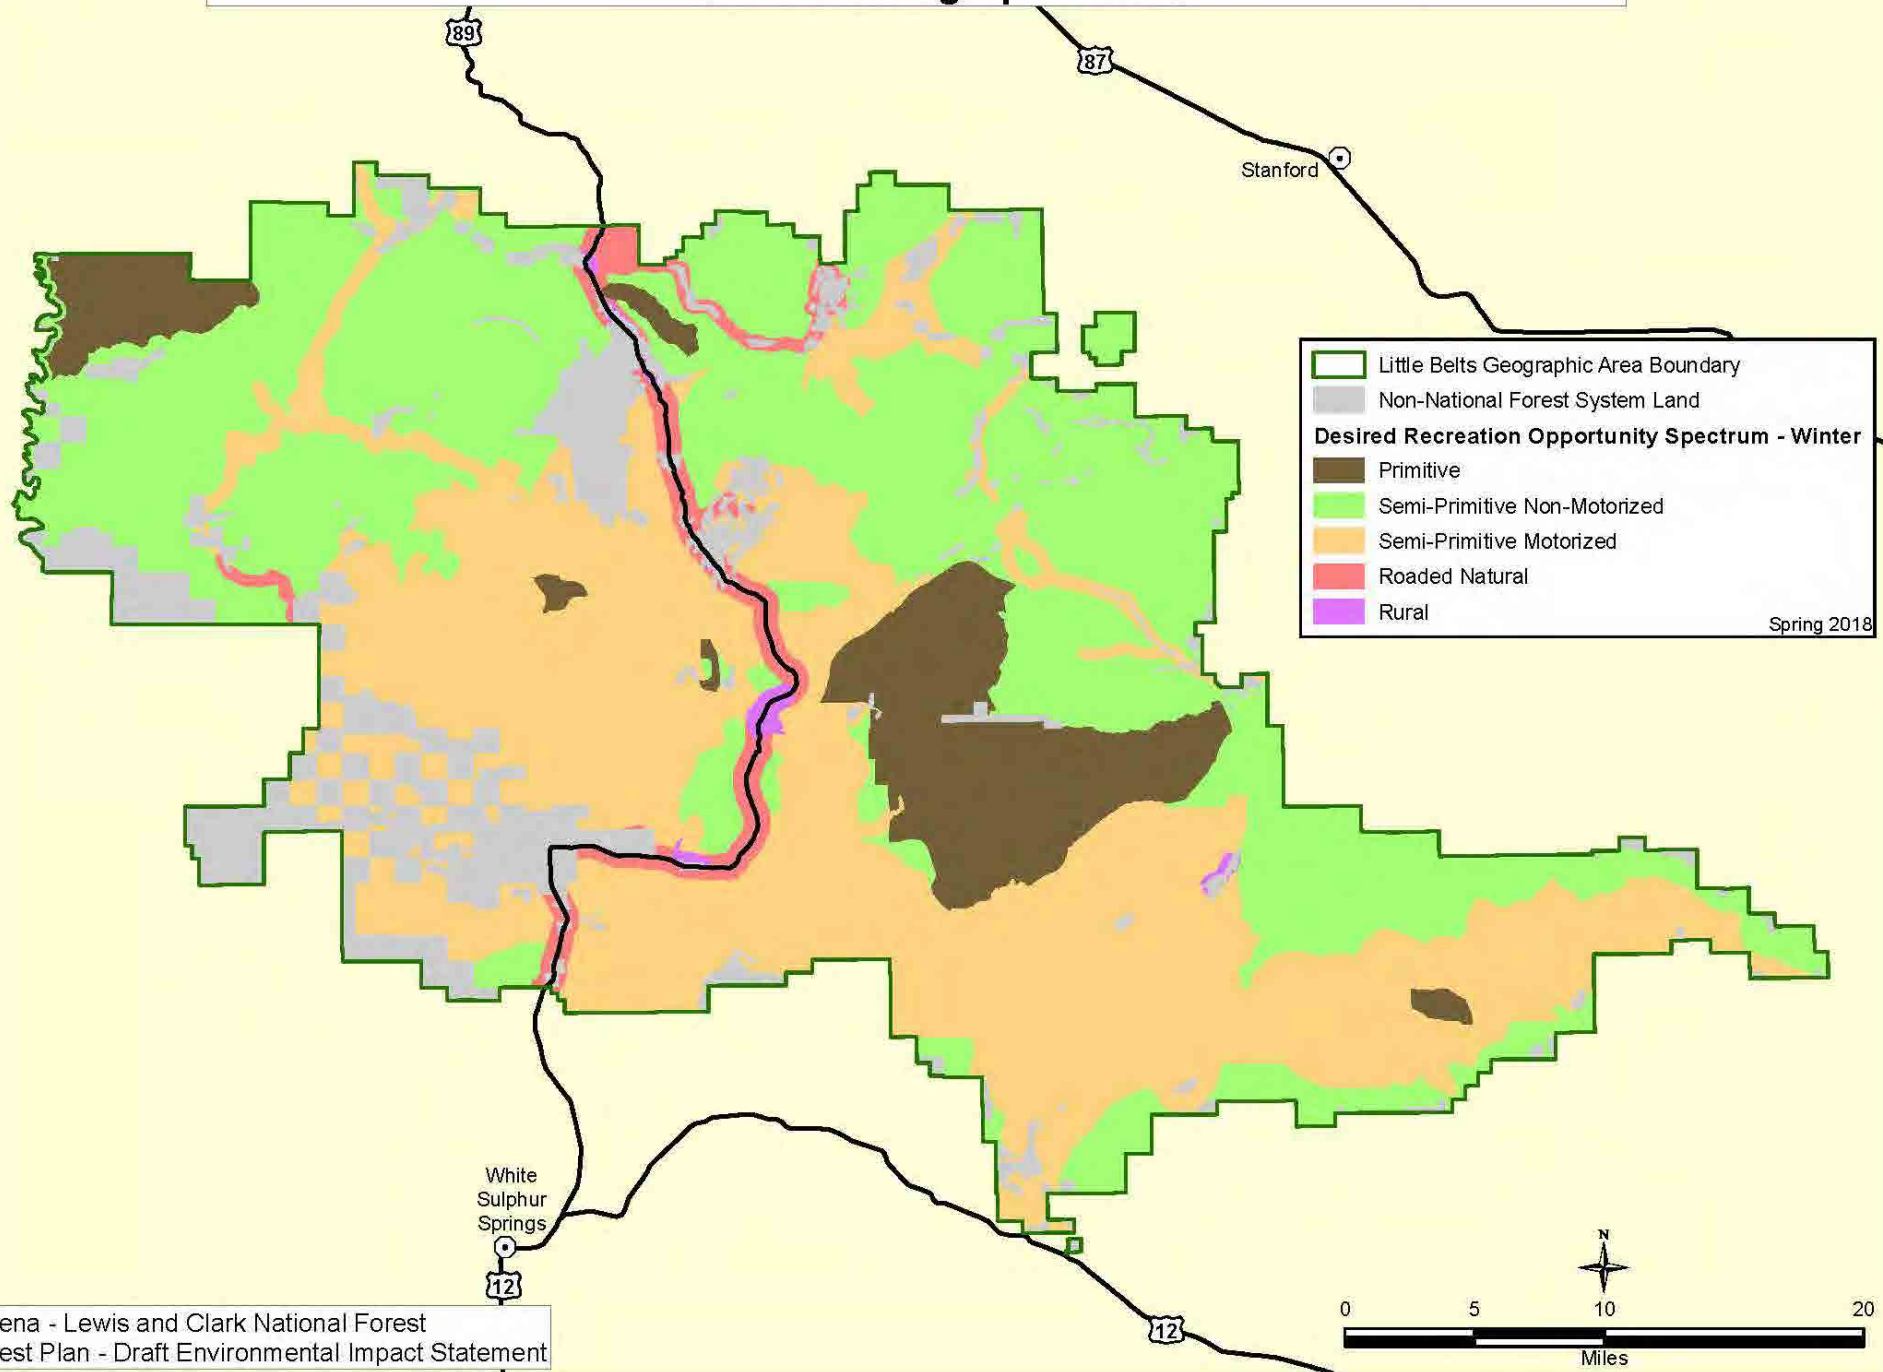 89
87
Stanford
Little Belts Geographic Area Boundary
Non-National Forest System Land
Desired Recreation Opportunity Spectrum - Winter
Primitive
Semi-Primitive Non-Motorized
Semi-Primitive Motorized
Roaded Natural
Rural
Spring 2018
White
Sulphur
Springs
12
12
N
0 5 10 20
Miles
ena - Lewis and Clark National Forest
est Plan - Draft Environmental Impact Statement